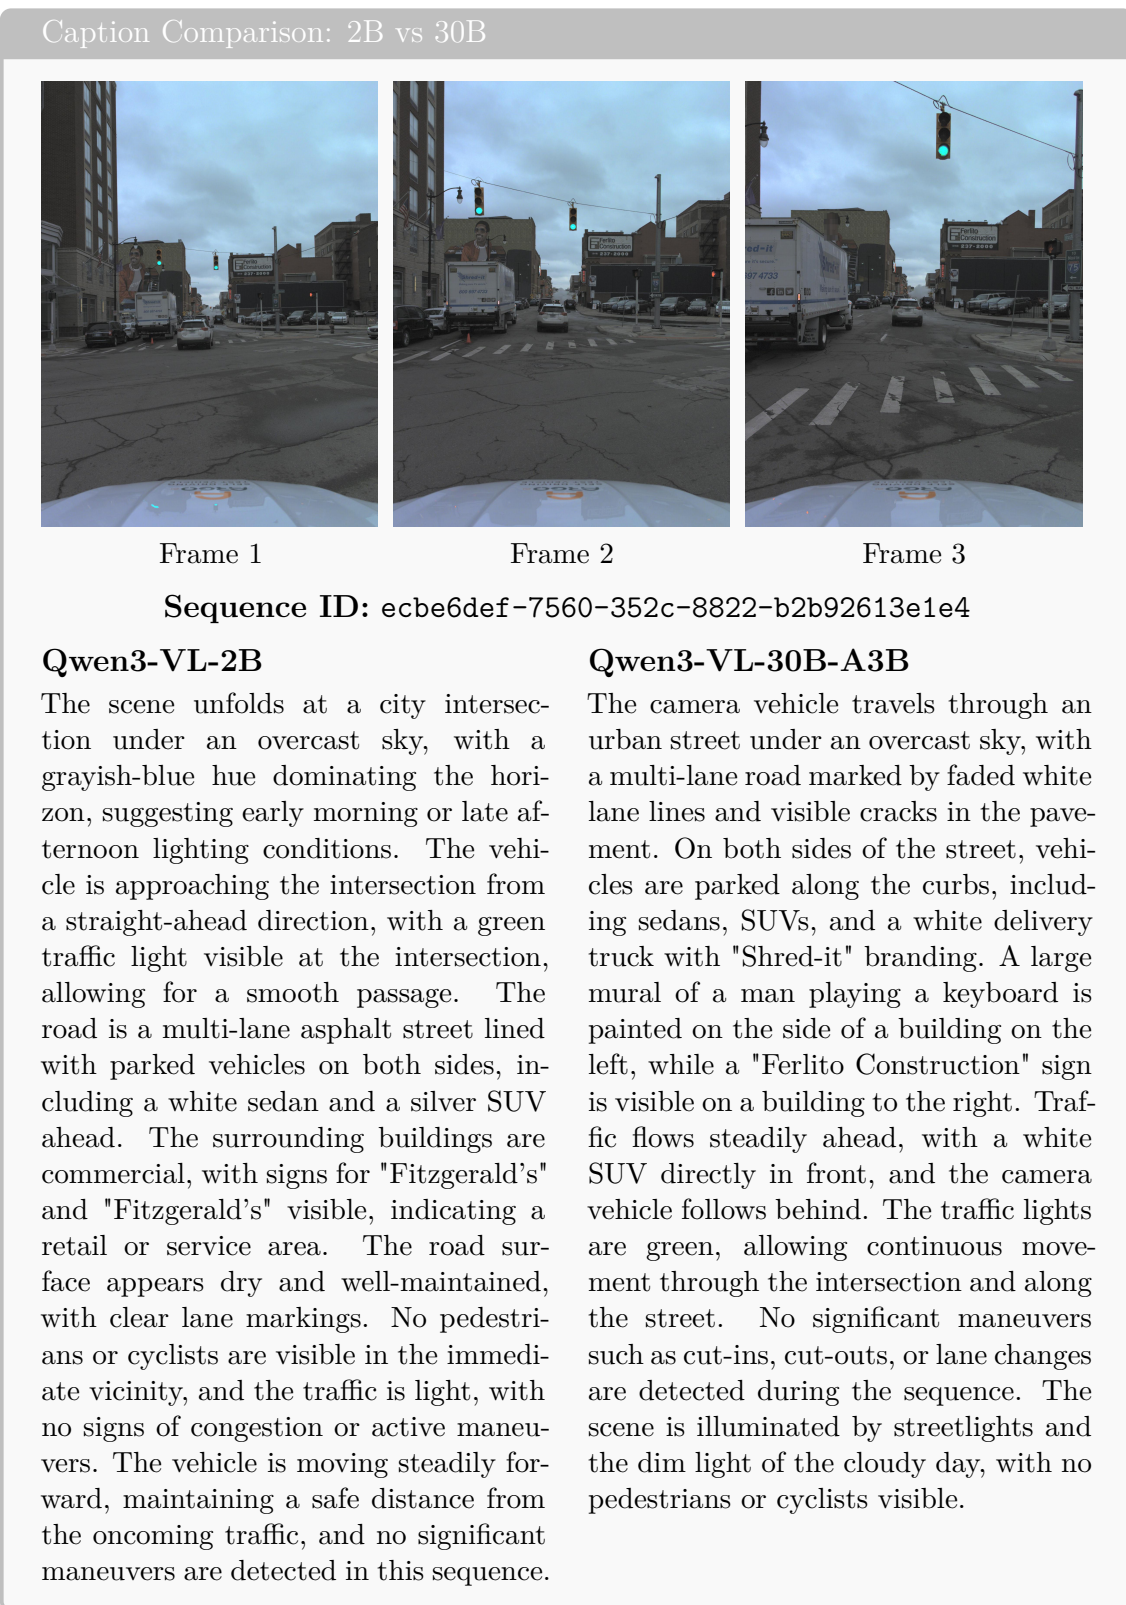 Caption Comparison: 2B vs 30B
Ferlito
Construction
237-
Ferlito
Construction
237-
Ferlito
Construction
237-
red-it
897 4733
75
ARGO
ARGO
ARGO
Frame 1
Frame 2
Frame 3
Sequence ID: ecbe6def-7560-352c-8822-b2b92613e1e4
Qwen3-VL-2B
The scene unfolds at a city intersec-
tion under an overcast sky, with a
grayish-blue hue dominating the hori-
zon, suggesting early morning or late af-
ternoon lighting conditions. The vehi-
cle is approaching the intersection from
a straight-ahead direction, with a green
traffic light visible at the intersection,
allowing for a smooth passage. The
road is a multi-lane asphalt street lined
with parked vehicles on both sides, in-
cluding a white sedan and a silver SUV
ahead. The surrounding buildings are
commercial, with signs for "Fitzgerald's"
and "Fitzgerald's" visible, indicating a
retail or service area. The road sur-
face appears dry and well-maintained,
with clear lane markings. No pedestri-
ans or cyclists are visible in the immedi-
ate vicinity, and the traffic is light, with
no signs of congestion or active maneu-
vers. The vehicle is moving steadily for-
ward, maintaining a safe distance from
the oncoming traffic, and no significant
maneuvers are detected in this sequence.
Qwen3-VL-30B-A3B
The camera vehicle travels through an
urban street under an overcast sky, with
a multi-lane road marked by faded white
lane lines and visible cracks in the pave-
ment. On both sides of the street, vehi-
cles are parked along the curbs, includ-
ing sedans, SUVs, and a white delivery
truck with "Shred-it" branding. A large
mural of a man playing a keyboard is
painted on the side of a building on the
left, while a "Ferlito Construction" sign
is visible on a building to the right. Traf-
fic flows steadily ahead, with a white
SUV directly in front, and the camera
vehicle follows behind. The traffic lights
are green, allowing continuous move-
ment through the intersection and along
the street. No significant maneuvers
such as cut-ins, cut-outs, or lane changes
are detected during the sequence. The
scene is illuminated by streetlights and
the dim light of the cloudy day, with no
pedestrians or cyclists visible.